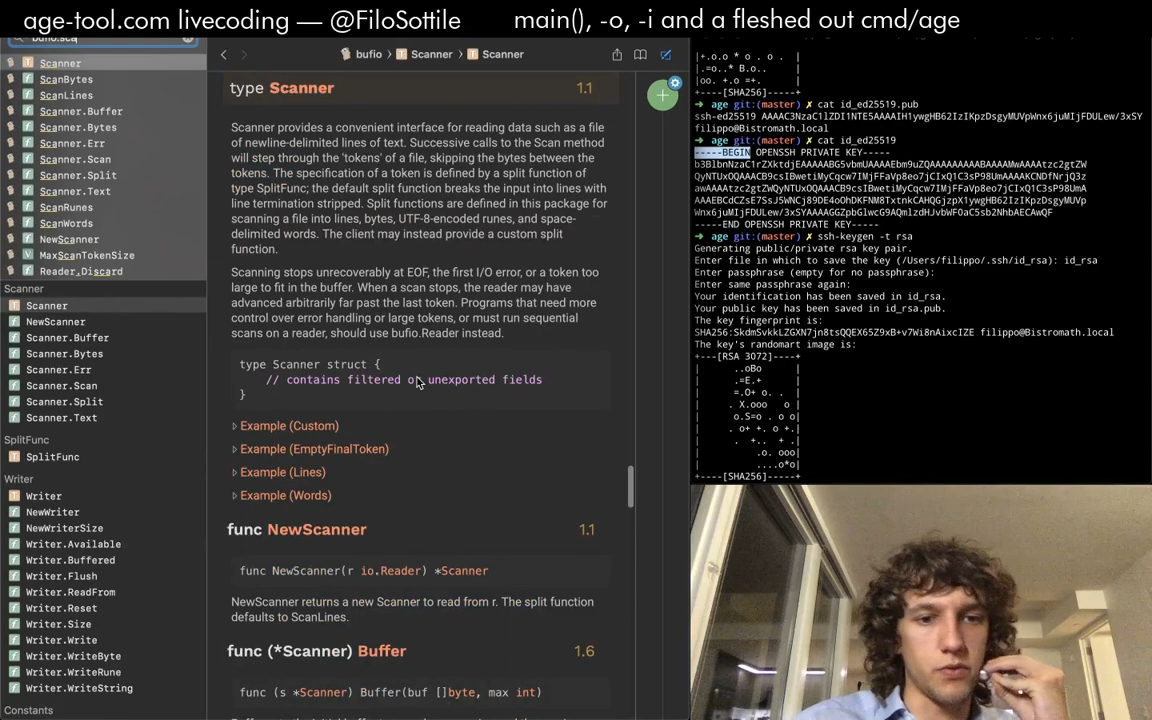 age-tool.com livecoding — @FiloSottile main(), -o, -i and a fleshed out cmd/age
bufio.sca
Scanner
ScanBytes
ScanLines
Scanner.Buffer
Scanner.Bytes
Scanner.Err
Scanner.Scan
Scanner.Split
Scanner.Text
ScanRunes
ScanWords
NewScanner
MaxScanTokenSize
Reader.Discard
Scanner
Scanner
NewScanner
Scanner.Buffer
Scanner.Bytes
Scanner.Err
Scanner.Scan
Scanner.Split
Scanner.Text
SplitFunc
SplitFunc
Writer
Writer
NewWriter
NewWriterSize
Writer.Available
Writer.Buffered
Writer.Flush
Writer.ReadFrom
Writer.Reset
Writer.Size
Writer.Write
Writer.WriteByte
Writer.WriteRune
Writer.WriteString
Constants
bufio > Scanner > Scanner
type Scanner 1.1
Scanner provides a convenient interface for reading data such as a file
of newline-delimited lines of text. Successive calls to the Scan method
will step through the 'tokens' of a file, skipping the bytes between the
tokens. The specification of a token is defined by a split function of
type SplitFunc; the default split function breaks the input into lines with
line termination stripped. Split functions are defined in this package for
scanning a file into lines, bytes, UTF-8-encoded runes, and space-
delimited words. The client may instead provide a custom split
function.
Scanning stops unrecoverably at EOF, the first I/O error, or a token too
large to fit in the buffer. When a scan stops, the reader may have
advanced arbitrarily far past the last token. Programs that need more
control over error handling or large tokens, or must run sequential
scans on a reader, should use bufio.Reader instead.
type Scanner struct {
// contains filtered or unexported fields
}
Example (Custom)
Example (EmptyFinalToken)
Example (Lines)
Example (Words)
func NewScanner 1.1
func NewScanner(r io.Reader) *Scanner
NewScanner returns a new Scanner to read from r. The split function
defaults to ScanLines.
func (*Scanner) Buffer 1.6
func (s *Scanner) Buffer(buf []byte, max int)
|+.o.o * o . o . |
|.=o..* B.o.. |
|oo. +.o =+. |
+----[SHA256]-----+
➜ age git:(master) ✗ cat id_ed25519.pub
filippo@Bistromath.local
➜ age git:(master) ✗ cat id_ed25519
-----BEGIN OPENSSH PRIVATE KEY-----
-----END OPENSSH PRIVATE KEY-----
➜ age git:(master) ✗ ssh-keygen -t rsa
Generating public/private rsa key pair.
Enter file in which to save the key (/Users/filippo/.ssh/id_rsa): id_rsa
Enter passphrase (empty for no passphrase):
Enter same passphrase again:
Your identification has been saved in id_rsa.
Your public key has been saved in id_rsa.pub.
The key fingerprint is:
SHA256:SkdmSvkkLZGXN7jn8tsQQEX65Z9xB+v7Wi8nAixcIZE filippo@Bistromath.local
The key's randomart image is:
+---[RSA 3072]----+
| ..oBo |
| .=E.+ |
| =.O+ o. . |
| . X.ooo o |
| o.S=o . o o |
| . o+ +. o +. |
| . +.. + . |
| .o. ooo |
| ....o*o |
+----[SHA256]-----+